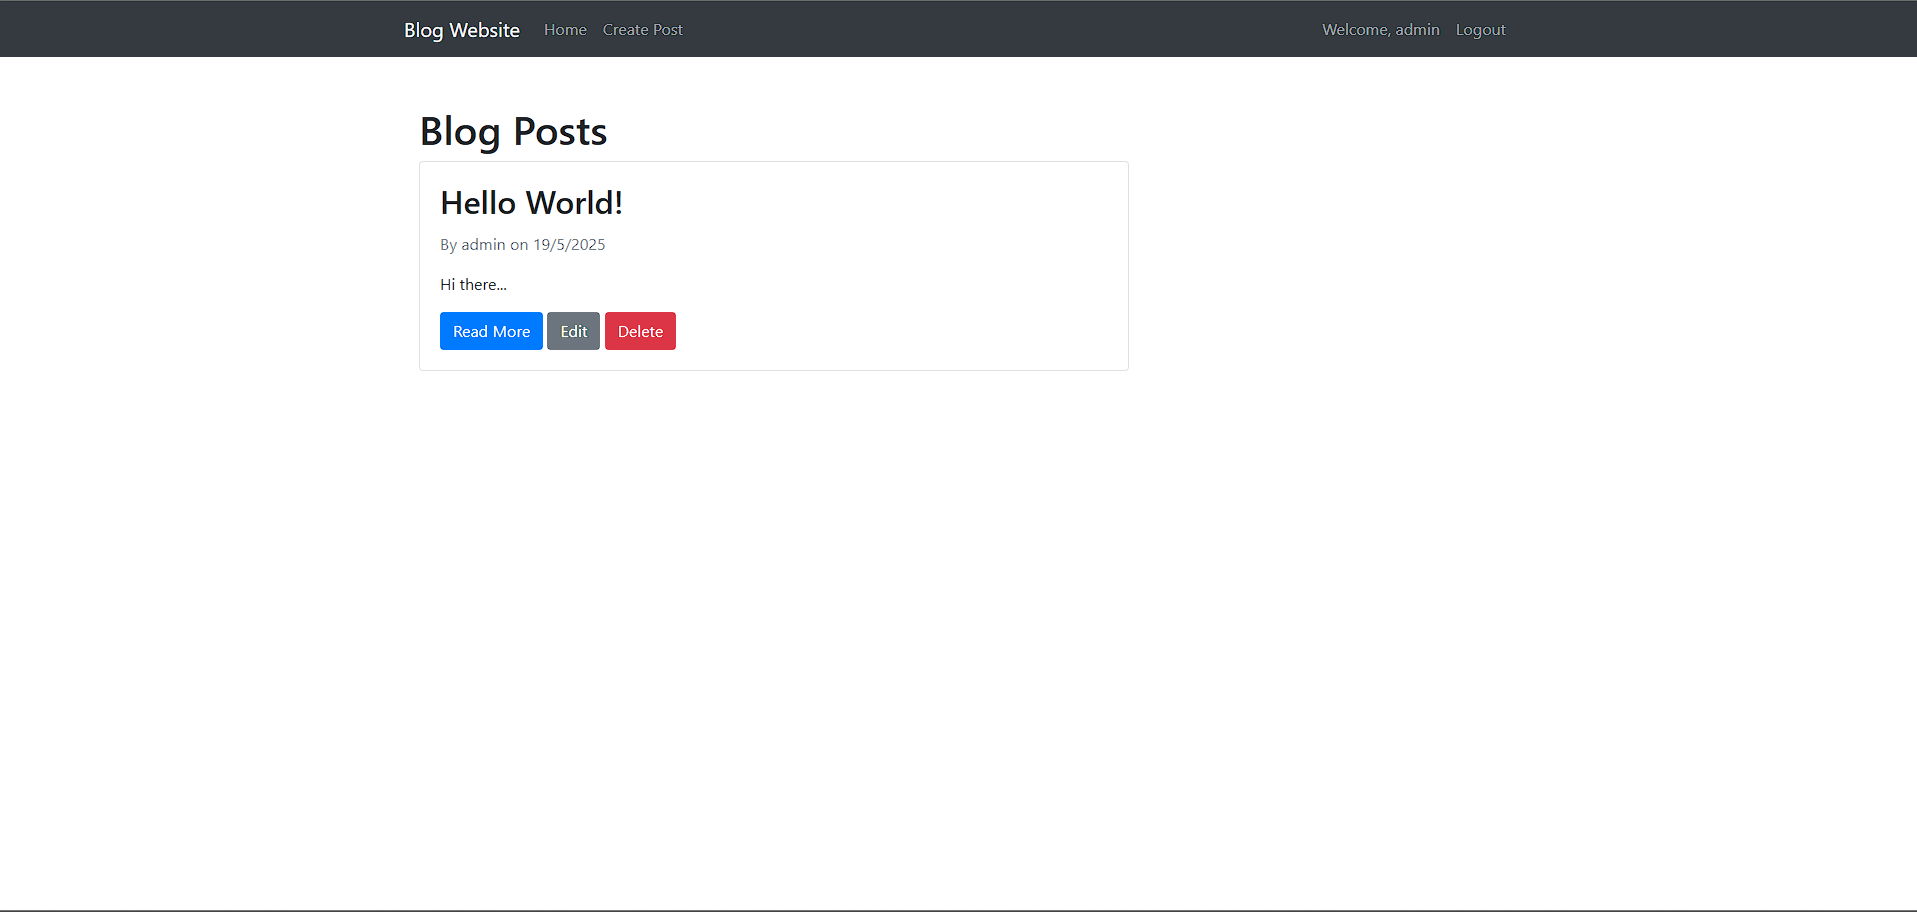 Blog Website Home Create Post Welcome, admin Logout
Blog Posts
Hello World!
By admin on 19/5/2025
Hi there...
Read More Edit Delete